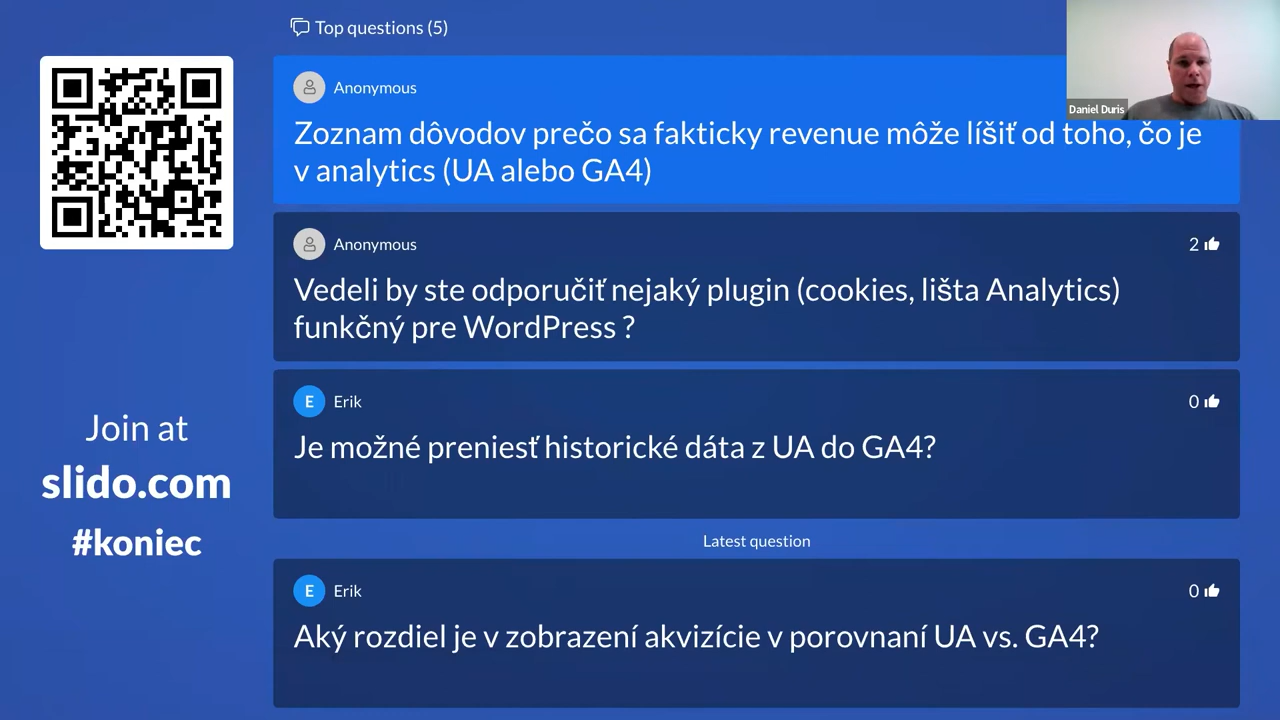 Top questions (5)
Anonymous
Zoznam dôvodov prečo sa fakticky revenue môže líšiť od toho, čo je
v analytics (UA alebo GA4)
Daniel Duris
Anonymous
2
Vedeli by ste odporučiť nejaký plugin (cookies, lišta Analytics)
funkčný pre WordPress ?
E
Erik
0
Je možné preniesť historické dáta z UA do GA4?
Join at
slido.com
#koniec
Latest question
E
Erik
0
Aký rozdiel je v zobrazení akvizície v porovnaní UA vs. GA4?